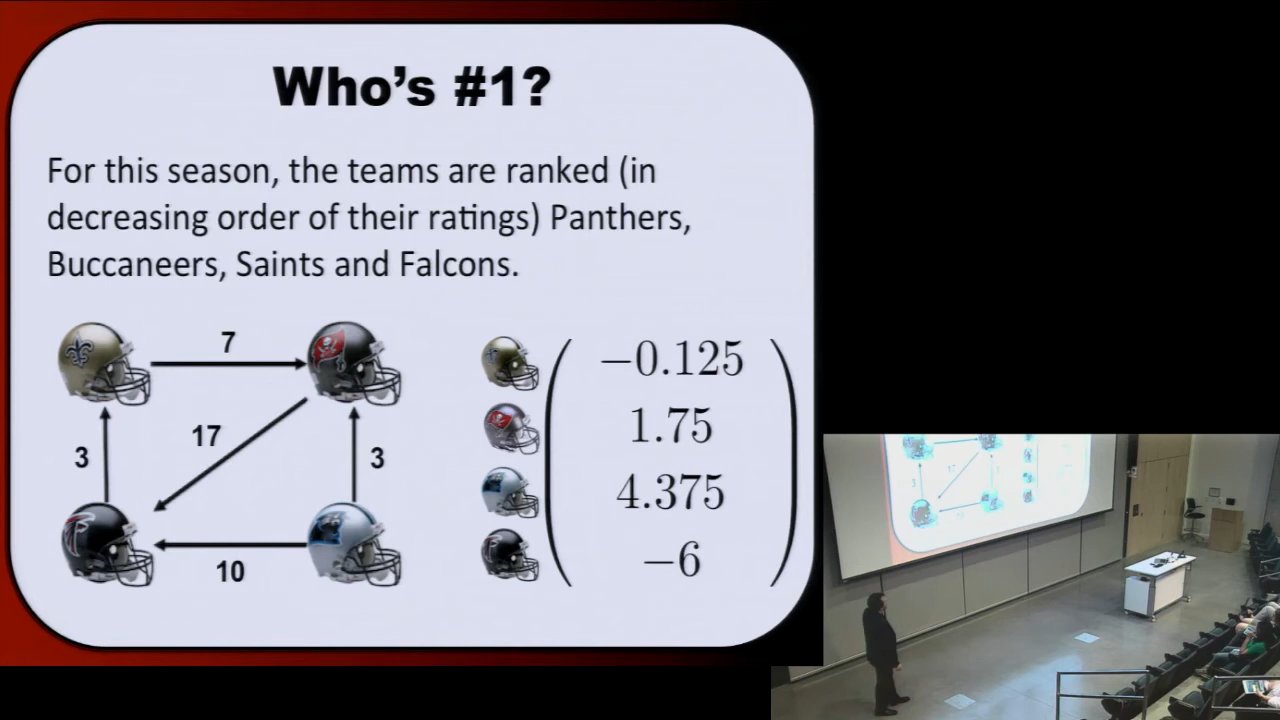 Who's #1?
For this season, the teams are ranked (in
decreasing order of their ratings) Panthers,
Buccaneers, Saints and Falcons.
7
3
17
3
10
−0.125
1.75
4.375
−6